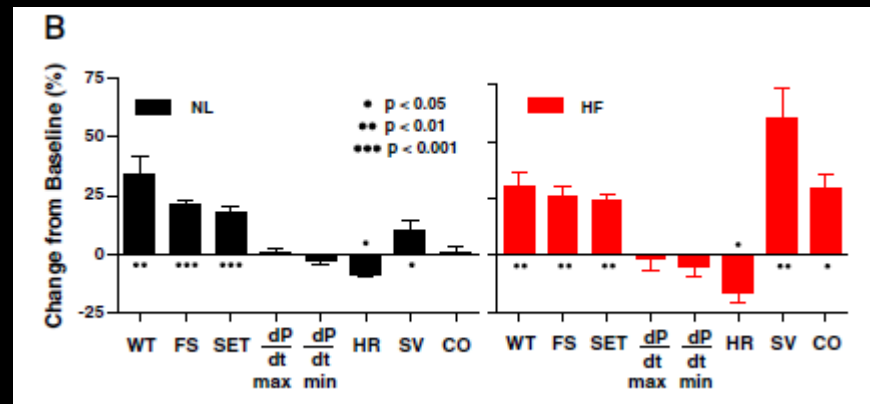 B
Change from Baseline (%)
75
50
25
0
-25
NL
• p < 0.05
•• p < 0.01
••• p < 0.001
HF
•• ••• ••• • •
•• •• •• • •• •
WT FS SET dP/dt max dP/dt min HR SV CO
WT FS SET dP/dt max dP/dt min HR SV CO